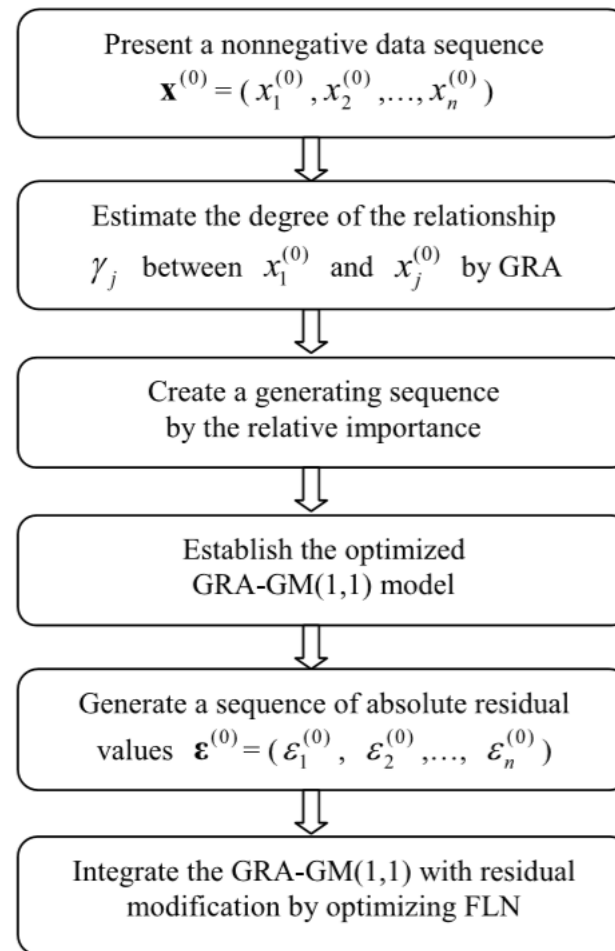 Present a nonnegative data sequence
𝐱⁽⁰⁾ = ( x₁⁽⁰⁾ , x₂⁽⁰⁾ ,…, xₙ⁽⁰⁾ )
Estimate the degree of the relationship
γⱼ between x₁⁽⁰⁾ and xⱼ⁽⁰⁾ by GRA
Create a generating sequence
by the relative importance
Establish the optimized
GRA-GM(1,1) model
Generate a sequence of absolute residual
values 𝛆⁽⁰⁾ = ( ε₁⁽⁰⁾ , ε₂⁽⁰⁾ ,…, εₙ⁽⁰⁾ )
Integrate the GRA-GM(1,1) with residual
modification by optimizing FLN